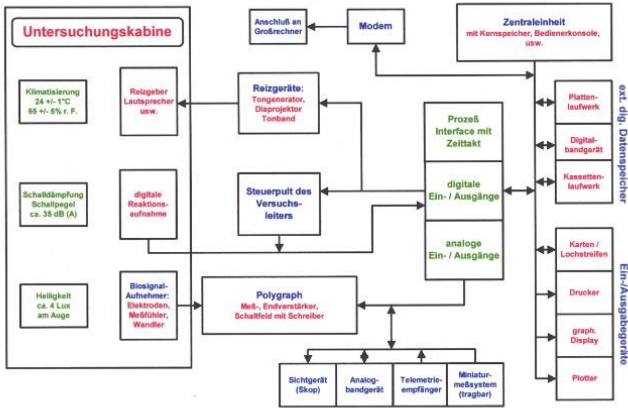 Untersuchungskabine
Klimatisierung
24 +/- 1°C
55 +/- 5% r. F.
Reizgeber
Lautsprecher
usw.
Schalldämpfung
Schallpegel
ca. 35 dB (A)
digitale
Reaktions-
aufnahme
Helligkeit
ca. 4 Lux
am Auge
Biosignal-
Aufnehmer:
Elektroden,
Meßfühler,
Wandler
Anschluß an
Großrechner
Modem
Zentraleinheit
mit Kernspeicher, Bedienerkonsole,
usw.
Reizgeräte:
Tongenerator,
Diaprojektor
Tonband
Steuerpult des
Versuchs-
leiters
Prozeß
Interface mit
Zeittakt
digitale
Ein- / Ausgänge
analoge
Ein- / Ausgänge
Polygraph
Meß-, Endverstärker,
Schaltfeld mit Schreiber
Sichtgerät
(Skop)
Analog-
bandgerät
Telemetrie-
empfänger
Miniatur-
meßsystem
(tragbar)
Platten-
laufwerk
Digital-
bandgerät
Kassetten-
laufwerk
ext. dig. Datenspeicher
Karten /
Lochstreifen
Drucker
graph.
Display
Plotter
Ein-/Ausgabegeräte